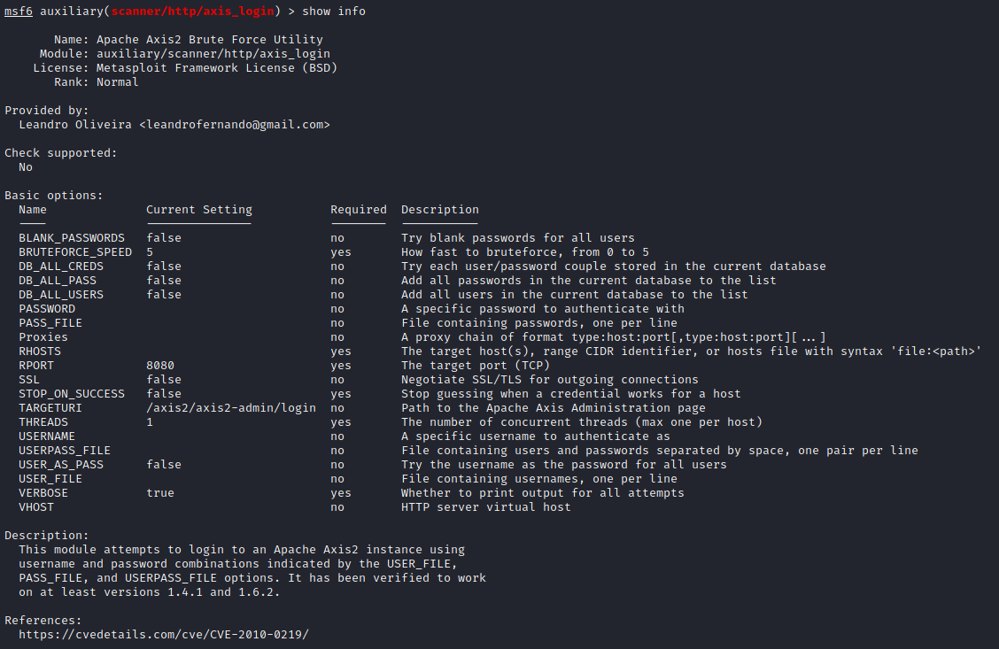 msf6 auxiliary(scanner/http/axis_login) > show info

       Name: Apache Axis2 Brute Force Utility
     Module: auxiliary/scanner/http/axis_login
    License: Metasploit Framework License (BSD)
       Rank: Normal

Provided by:
  Leandro Oliveira <leandrofernando@gmail.com>

Check supported:
  No

Basic options:
  Name              Current Setting            Required  Description
  ----              ---------------            --------  -----------
  BLANK_PASSWORDS   false                      no        Try blank passwords for all users
  BRUTEFORCE_SPEED  5                          yes       How fast to bruteforce, from 0 to 5
  DB_ALL_CREDS      false                      no        Try each user/password couple stored in the current database
  DB_ALL_PASS       false                      no        Add all passwords in the current database to the list
  DB_ALL_USERS      false                      no        Add all users in the current database to the list
  PASSWORD                                     no        A specific password to authenticate with
  PASS_FILE                                    no        File containing passwords, one per line
  Proxies                                      no        A proxy chain of format type:host:port[,type:host:port][...]
  RHOSTS                                       yes       The target host(s), range CIDR identifier, or hosts file with syntax 'file:<path>'
  RPORT             8080                       yes       The target port (TCP)
  SSL               false                      no        Negotiate SSL/TLS for outgoing connections
  STOP_ON_SUCCESS   false                      yes       Stop guessing when a credential works for a host
  TARGETURI         /axis2/axis2-admin/login   no        Path to the Apache Axis Administration page
  THREADS           1                          yes       The number of concurrent threads (max one per host)
  USERNAME                                     no        A specific username to authenticate as
  USERPASS_FILE                                no        File containing users and passwords separated by space, one pair per line
  USER_AS_PASS      false                      no        Try the username as the password for all users
  USER_FILE                                    no        File containing usernames, one per line
  VERBOSE           true                       yes       Whether to print output for all attempts
  VHOST                                        no        HTTP server virtual host

Description:
  This module attempts to login to an Apache Axis2 instance using
  username and password combinations indicated by the USER_FILE,
  PASS_FILE, and USERPASS_FILE options. It has been verified to work
  on at least versions 1.4.1 and 1.6.2.

References:
  https://cvedetails.com/cve/CVE-2010-0219/